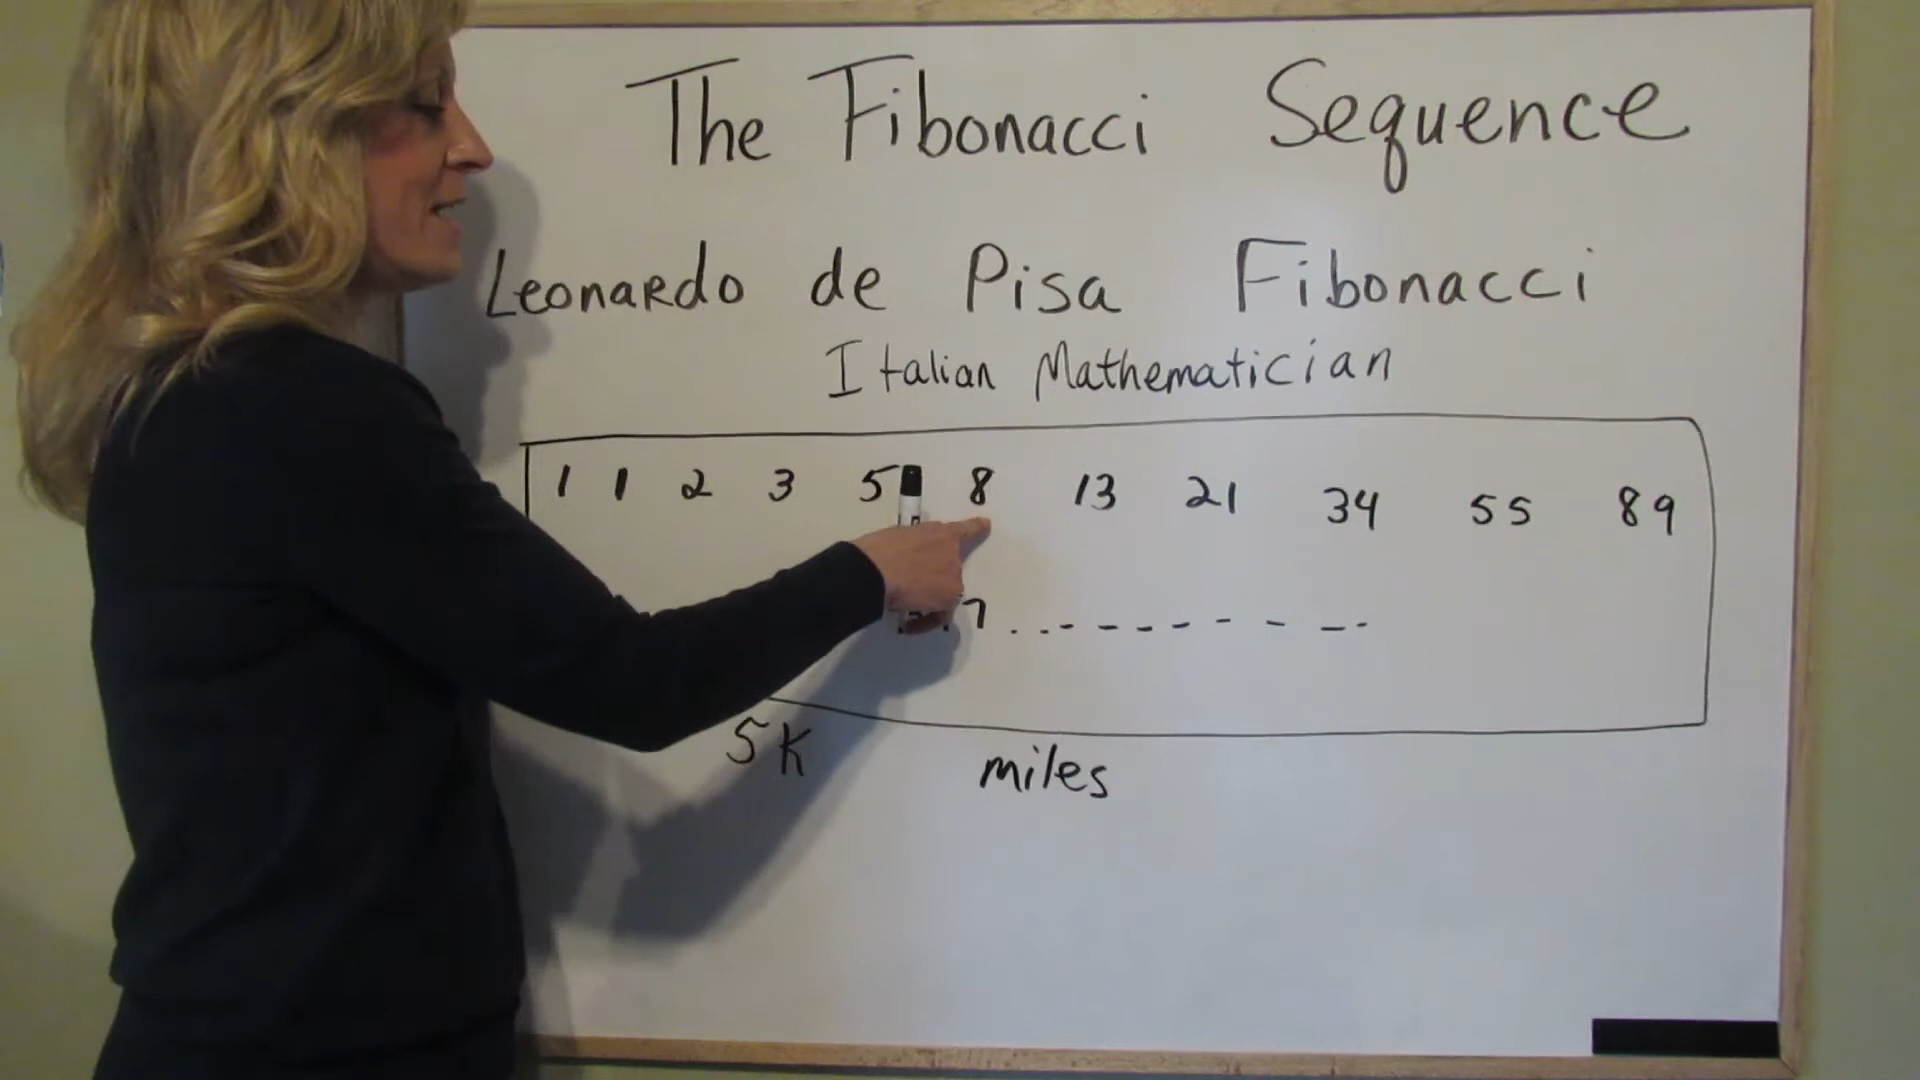 The Fibonacci Sequence
Leonardo de Pisa Fibonacci
Italian Mathematician
1 1 2 3 5 8 13 21 34 55 89
7 . . - - - - - - - -
5K miles